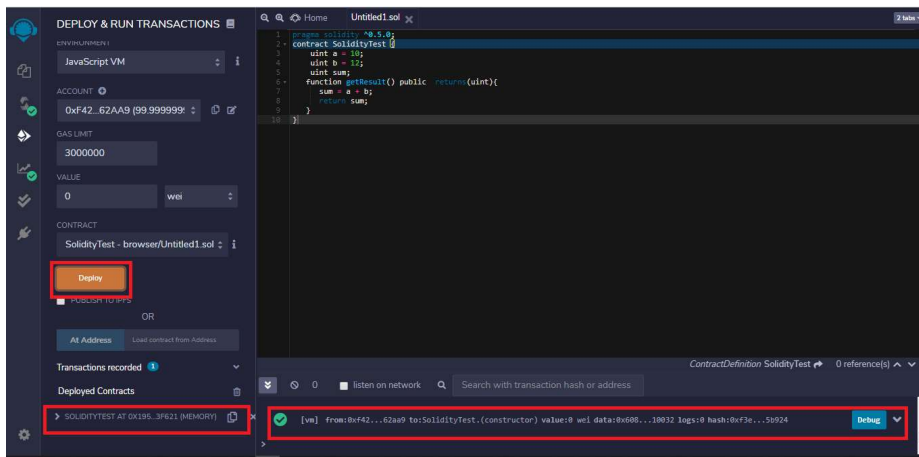 DEPLOY & RUN TRANSACTIONS
ENVIRONMENT
JavaScript VM
i
ACCOUNT
0xF42...62AA9 (99.999999
GAS LIMIT
3000000
VALUE
0 wei
CONTRACT
SolidityTest - browser/Untitled1.sol i
Deploy
PUBLISH TO IPFS
OR
At Address Load contract from Address
Transactions recorded 1
Deployed Contracts
SOLIDITYTEST AT 0X195...3F621 (MEMORY)
Home Untitled1.sol 2 tabs
1 pragma solidity ^0.5.0;
2 contract SolidityTest {
3 uint a = 10;
4 uint b = 12;
5 uint sum;
6 function getResult() public returns(uint){
7 sum = a + b;
8 return sum;
9 }
10 }
ContractDefinition SolidityTest 0 reference(s)
0 listen on network Search with transaction hash or address
[vm] from:0xf42...62aa9 to:SolidityTest.(constructor) value:0 wei data:0x608...10032 logs:0 hash:0xf3e...5b924 Debug
>